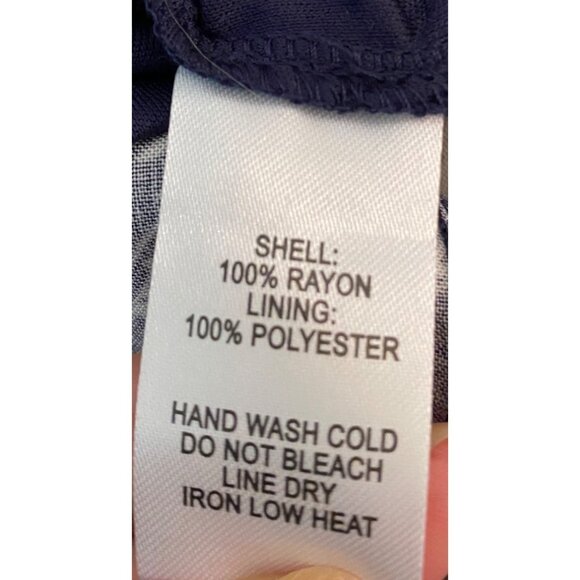 SHELL:
100% RAYON
LINING:
100% POLYESTER
HAND WASH COLD
DO NOT BLEACH
LINE DRY
IRON LOW HEAT